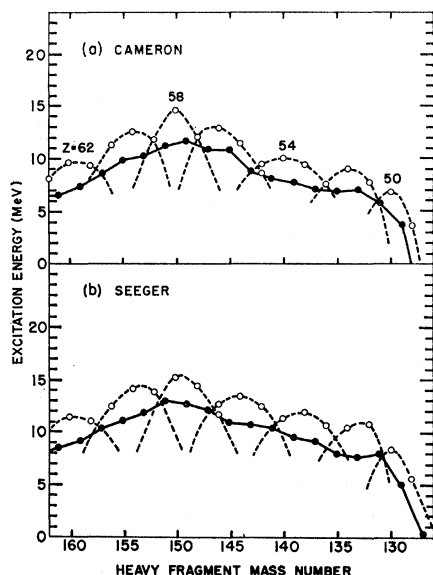 (a) CAMERON
20
15
10
5
0
Z=62
58
54
50
EXCITATION ENERGY (MeV)
(b) SEEGER
20
15
10
5
0
160 155 150 145 140 135 130
HEAVY FRAGMENT MASS NUMBER